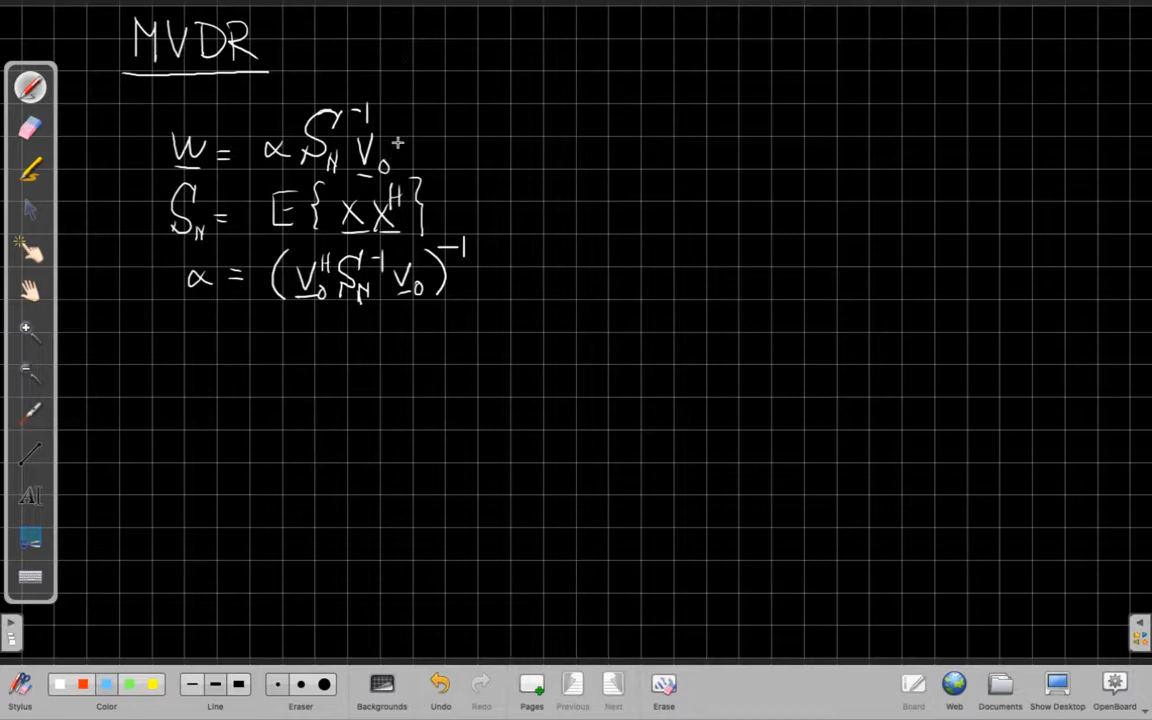 MVDR
w = α S_N^-1 v_0
S_N = E { x x^H }
α = ( v_0^H S_N^-1 v_0 )^-1
Stylus
Color
Line
Eraser
Backgrounds
Undo
Redo
Pages
Previous
Next
Erase
Board
Web
Documents
Show Desktop
OpenBoard